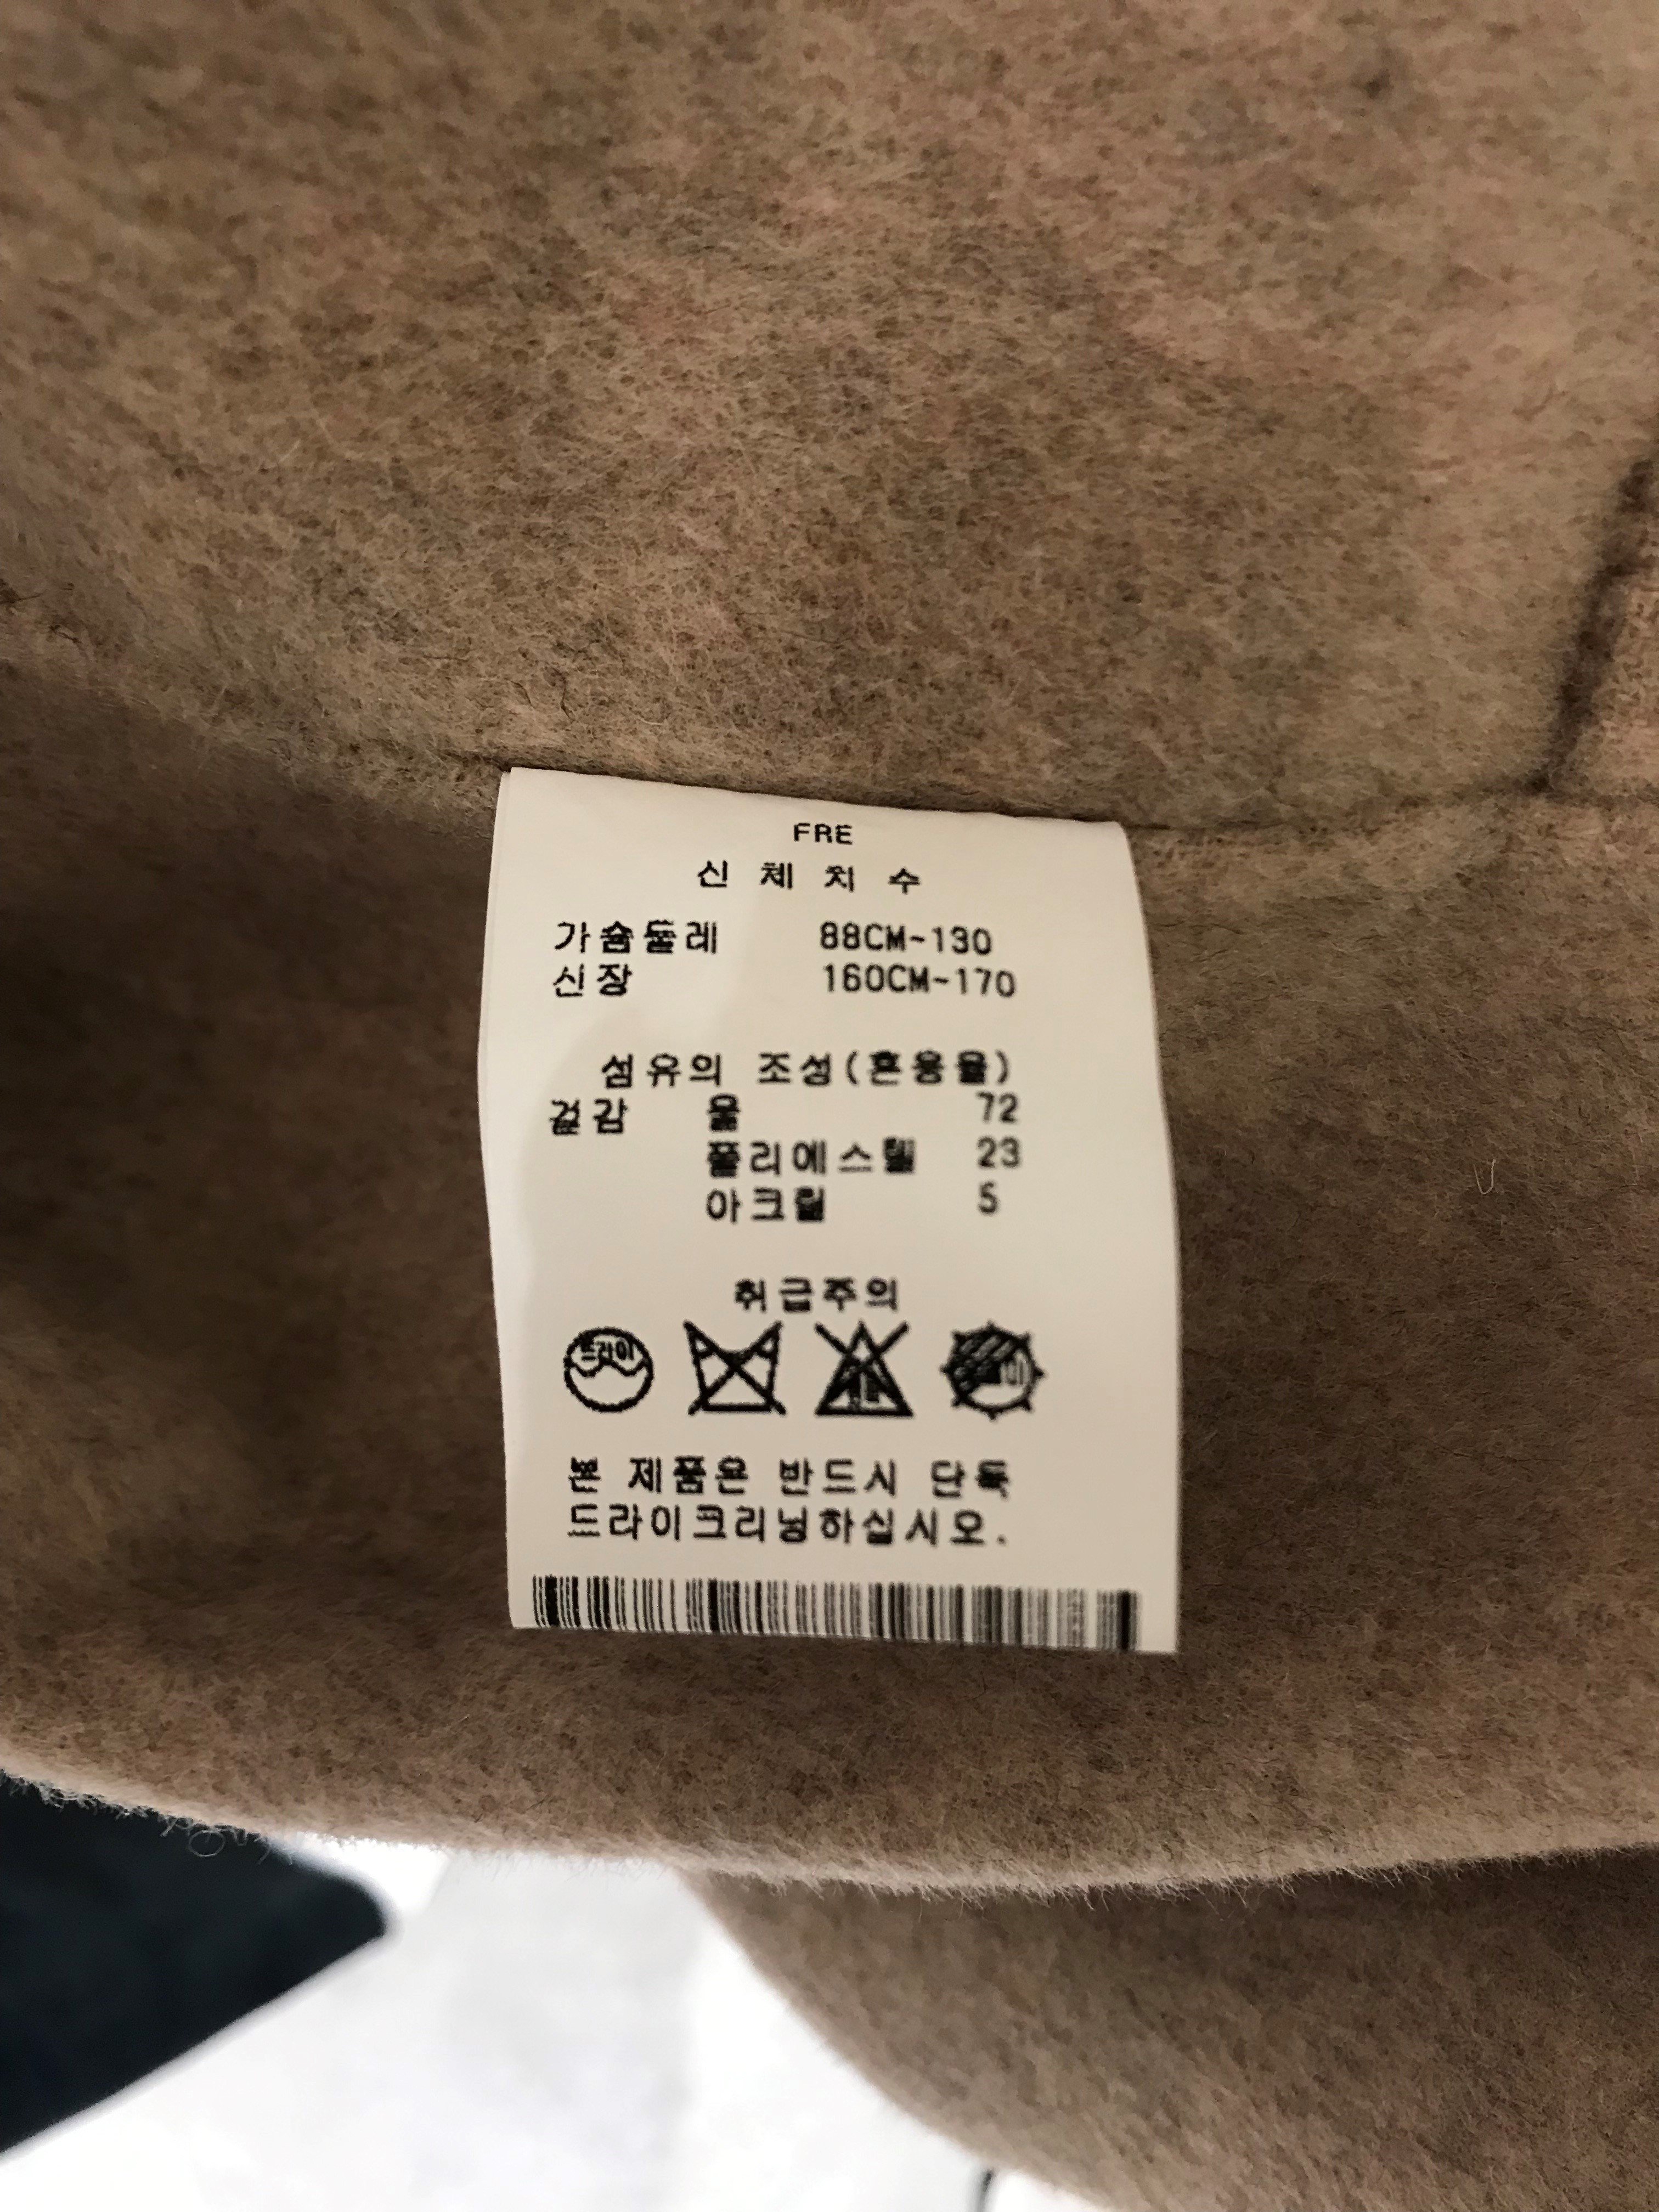 FRE
신체치수
가슴둘레 88CM~130
신장 160CM~170
섬유의 조성(혼용율)
겉감 울 72
폴리에스텔 23
아크릴 5
취급주의
드라이
본 제품은 반드시 단독
드라이크리닝하십시오.